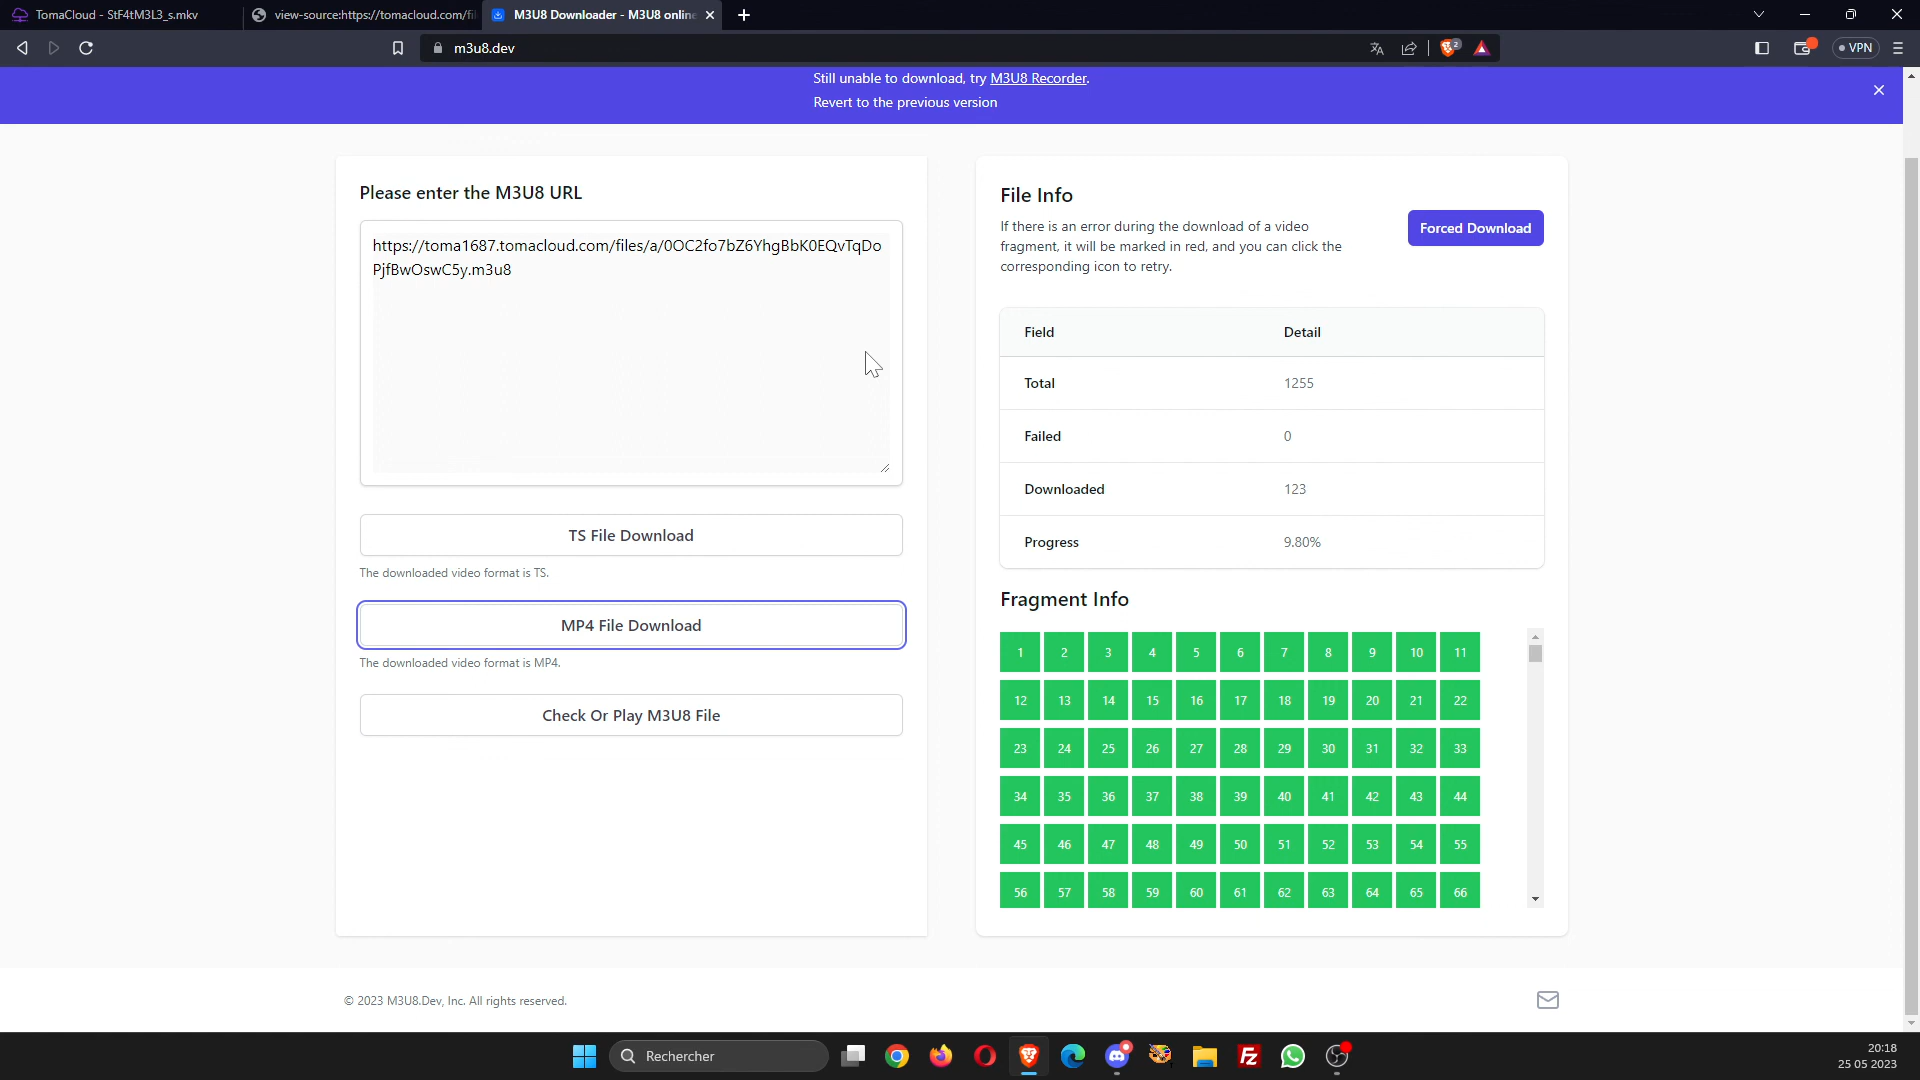 TomaCloud - StF4tM3L3_s.mkv
view-source:https://tomacloud.com/fil
M3U8 Downloader - M3U8 online
m3u8.dev
2
VPN
Still unable to download, try M3U8 Recorder.
Revert to the previous version
Please enter the M3U8 URL
https://toma1687.tomacloud.com/files/a/0OC2fo7bZ6YhgBbK0EQvTqDo
PjfBwOswC5y.m3u8
TS File Download
The downloaded video format is TS.
MP4 File Download
The downloaded video format is MP4.
Check Or Play M3U8 File
File Info
If there is an error during the download of a video
fragment, it will be marked in red, and you can click the
corresponding icon to retry.
Forced Download
Field Detail
Total 1255
Failed 0
Downloaded 123
Progress 9.80%
Fragment Info
1 2 3 4 5 6 7 8 9 10 11
12 13 14 15 16 17 18 19 20 21 22
23 24 25 26 27 28 29 30 31 32 33
34 35 36 37 38 39 40 41 42 43 44
45 46 47 48 49 50 51 52 53 54 55
56 57 58 59 60 61 62 63 64 65 66
© 2023 M3U8.Dev, Inc. All rights reserved.
Rechercher
Fz
20:18
25 05 2023